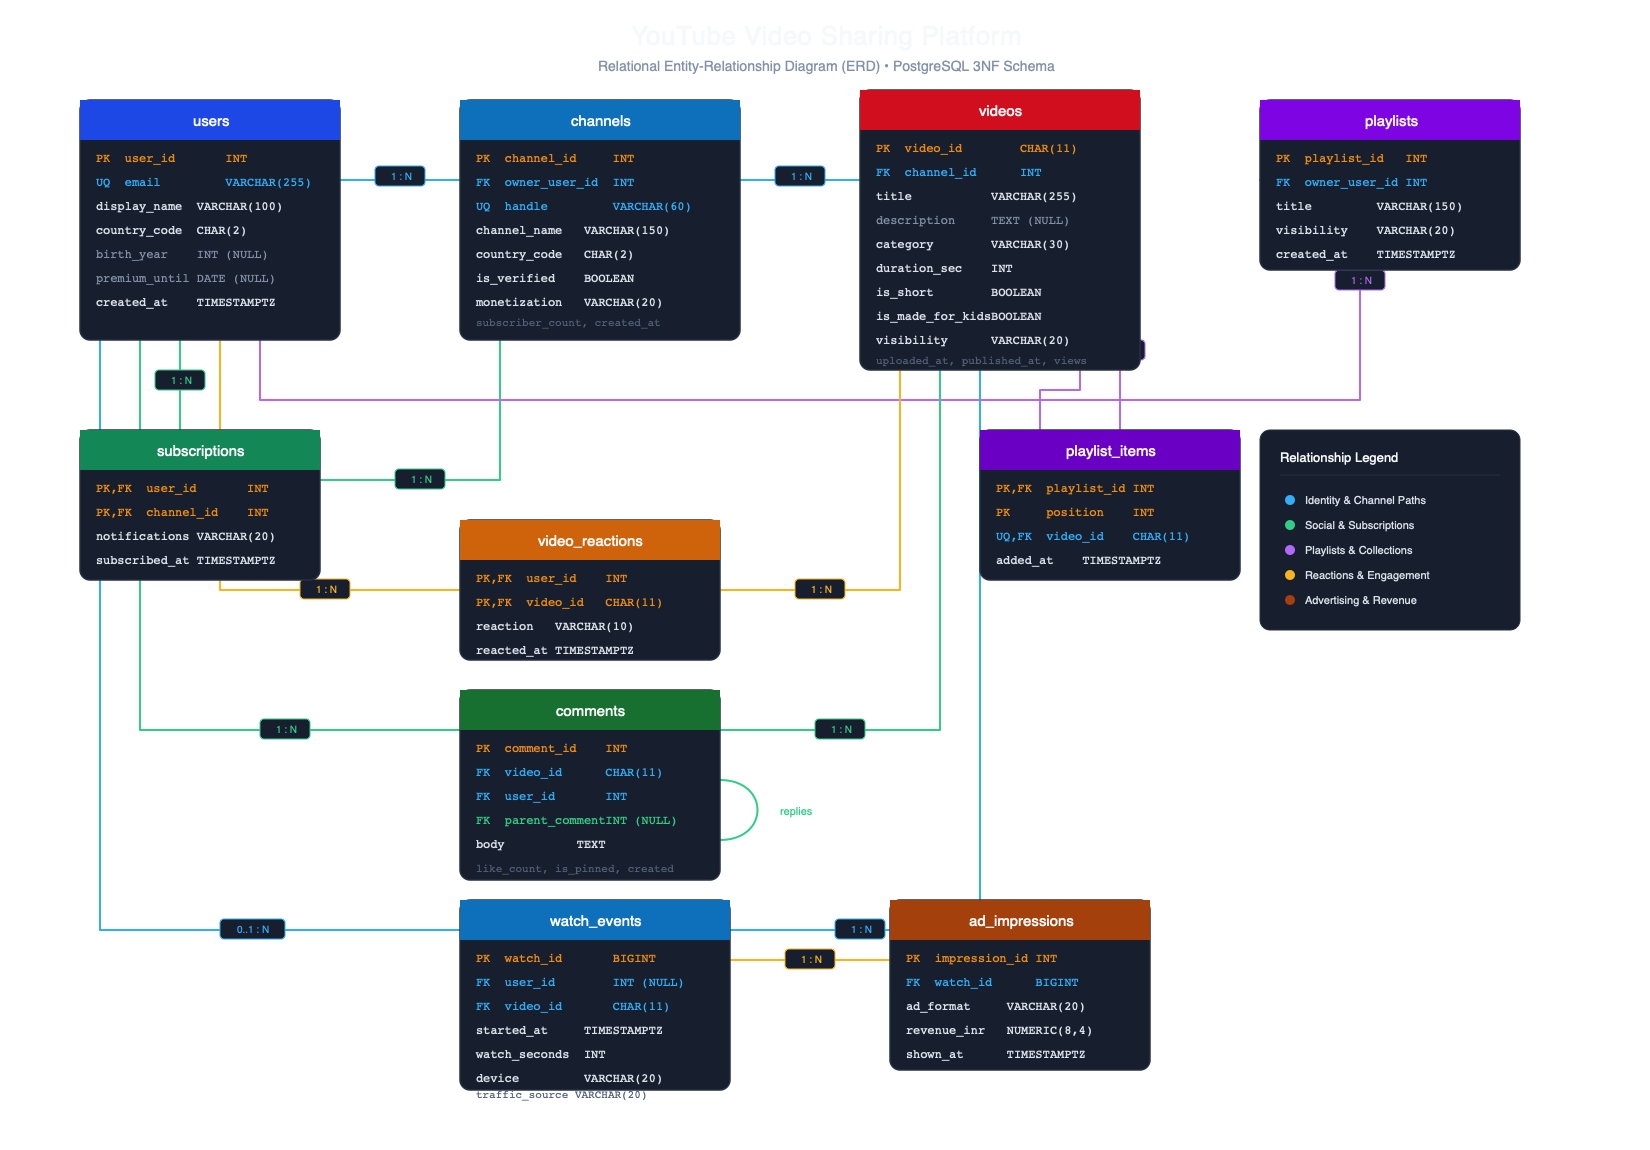 YouTube Video Sharing Platform
Relational Entity-Relationship Diagram (ERD) • PostgreSQL 3NF Schema
users
PK user_id INT
UQ email VARCHAR(255)
display_name VARCHAR(100)
country_code CHAR(2)
birth_year INT (NULL)
premium_until DATE (NULL)
created_at TIMESTAMPTZ
1 : N
channels
PK channel_id INT
FK owner_user_id INT
UQ handle VARCHAR(60)
channel_name VARCHAR(150)
country_code CHAR(2)
is_verified BOOLEAN
monetization VARCHAR(20)
subscriber_count, created_at
1 : N
videos
PK video_id CHAR(11)
FK channel_id INT
title VARCHAR(255)
description TEXT (NULL)
category VARCHAR(30)
duration_sec INT
is_short BOOLEAN
is_made_for_kidsBOOLEAN
visibility VARCHAR(20)
uploaded_at, published_at, views
playlists
PK playlist_id INT
FK owner_user_id INT
title VARCHAR(150)
visibility VARCHAR(20)
created_at TIMESTAMPTZ
1 : N
1 : N
subscriptions
PK,FK user_id INT
PK,FK channel_id INT
notifications VARCHAR(20)
subscribed_at TIMESTAMPTZ
1 : N
playlist_items
PK,FK playlist_id INT
PK position INT
UQ,FK video_id CHAR(11)
added_at TIMESTAMPTZ
Relationship Legend
Identity & Channel Paths
Social & Subscriptions
Playlists & Collections
Reactions & Engagement
Advertising & Revenue
1 : N
video_reactions
PK,FK user_id INT
PK,FK video_id CHAR(11)
reaction VARCHAR(10)
reacted_at TIMESTAMPTZ
1 : N
1 : N
comments
PK comment_id INT
FK video_id CHAR(11)
FK user_id INT
FK parent_commentINT (NULL)
body TEXT
like_count, is_pinned, created
1 : N
replies
0..1 : N
watch_events
PK watch_id BIGINT
FK user_id INT (NULL)
FK video_id CHAR(11)
started_at TIMESTAMPTZ
watch_seconds INT
device VARCHAR(20)
traffic_source VARCHAR(20)
1 : N
1 : N
ad_impressions
PK impression_id INT
FK watch_id BIGINT
ad_format VARCHAR(20)
revenue_inr NUMERIC(8,4)
shown_at TIMESTAMPTZ